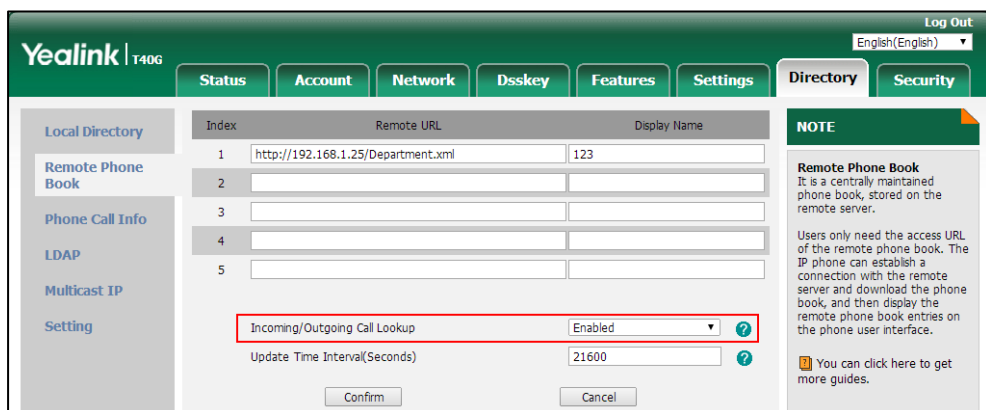 Log Out
Yealink | T40G
English(English)
Status Account Network Dsskey Features Settings Directory Security
Local Directory
Remote Phone
Book
Phone Call Info
LDAP
Multicast IP
Setting
Index Remote URL Display Name
1 http://192.168.1.25/Department.xml 123
2
3
4
5
Incoming/Outgoing Call Lookup Enabled ?
Update Time Interval(Seconds) 21600 ?
Confirm Cancel
NOTE
Remote Phone Book
It is a centrally maintained
phone book, stored on the
remote server.
Users only need the access URL
of the remote phone book. The
IP phone can establish a
connection with the remote
server and download the phone
book, and then display the
remote phone book entries on
the phone user interface.
? You can click here to get
more guides.